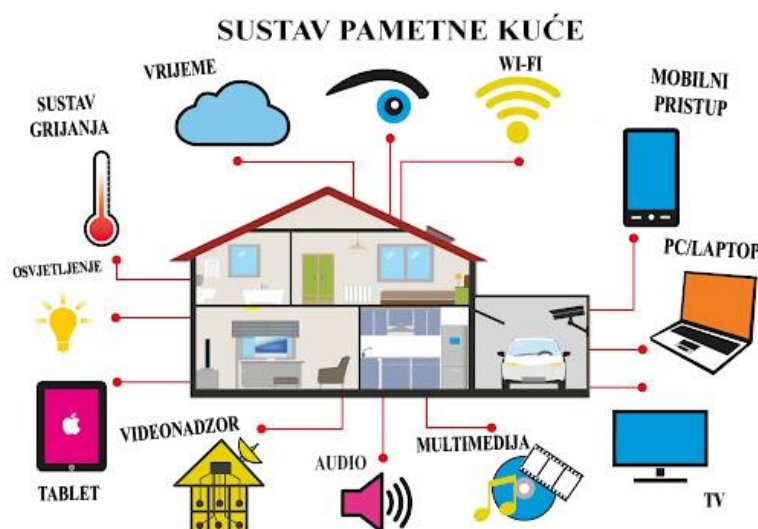 SUSTAV PAMETNE KUĆE
VRIJEME
WI-FI
MOBILNI
PRISTUP
SUSTAV
GRIJANJA
PC/LAPTOP
OSVJETLJENJE
VIDEONADZOR
AUDIO
MULTIMEDIJA
TABLET
TV